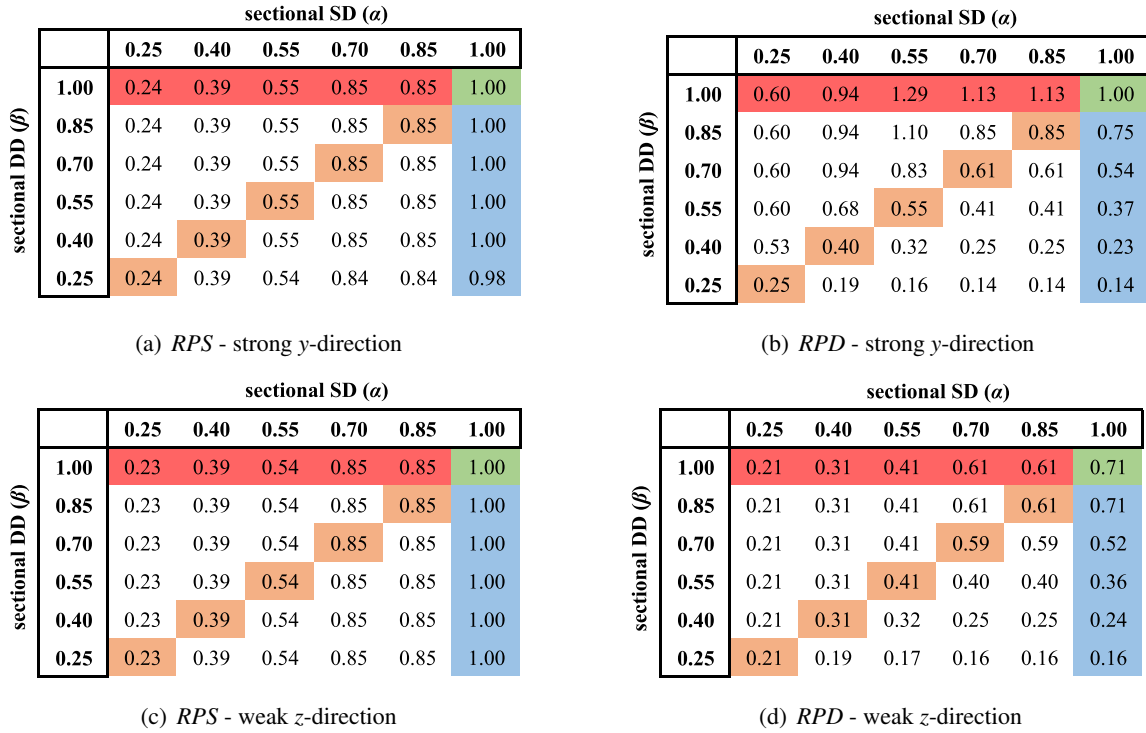 sectional SD (α)
0.25 0.40 0.55 0.70 0.85 1.00
sectional DD (β)
1.00 0.24 0.39 0.55 0.85 0.85 1.00
0.85 0.24 0.39 0.55 0.85 0.85 1.00
0.70 0.24 0.39 0.55 0.85 0.85 1.00
0.55 0.24 0.39 0.55 0.85 0.85 1.00
0.40 0.24 0.39 0.55 0.85 0.85 1.00
0.25 0.24 0.39 0.54 0.84 0.84 0.98
(a) RPS - strong y-direction
sectional SD (α)
0.25 0.40 0.55 0.70 0.85 1.00
sectional DD (β)
1.00 0.60 0.94 1.29 1.13 1.13 1.00
0.85 0.60 0.94 1.10 0.85 0.85 0.75
0.70 0.60 0.94 0.83 0.61 0.61 0.54
0.55 0.60 0.68 0.55 0.41 0.41 0.37
0.40 0.53 0.40 0.32 0.25 0.25 0.23
0.25 0.25 0.19 0.16 0.14 0.14 0.14
(b) RPD - strong y-direction
sectional SD (α)
0.25 0.40 0.55 0.70 0.85 1.00
sectional DD (β)
1.00 0.23 0.39 0.54 0.85 0.85 1.00
0.85 0.23 0.39 0.54 0.85 0.85 1.00
0.70 0.23 0.39 0.54 0.85 0.85 1.00
0.55 0.23 0.39 0.54 0.85 0.85 1.00
0.40 0.23 0.39 0.54 0.85 0.85 1.00
0.25 0.23 0.39 0.54 0.85 0.85 1.00
(c) RPS - weak z-direction
sectional SD (α)
0.25 0.40 0.55 0.70 0.85 1.00
sectional DD (β)
1.00 0.21 0.31 0.41 0.61 0.61 0.71
0.85 0.21 0.31 0.41 0.61 0.61 0.71
0.70 0.21 0.31 0.41 0.59 0.59 0.52
0.55 0.21 0.31 0.41 0.40 0.40 0.36
0.40 0.21 0.31 0.32 0.25 0.25 0.24
0.25 0.21 0.19 0.17 0.16 0.16 0.16
(d) RPD - weak z-direction